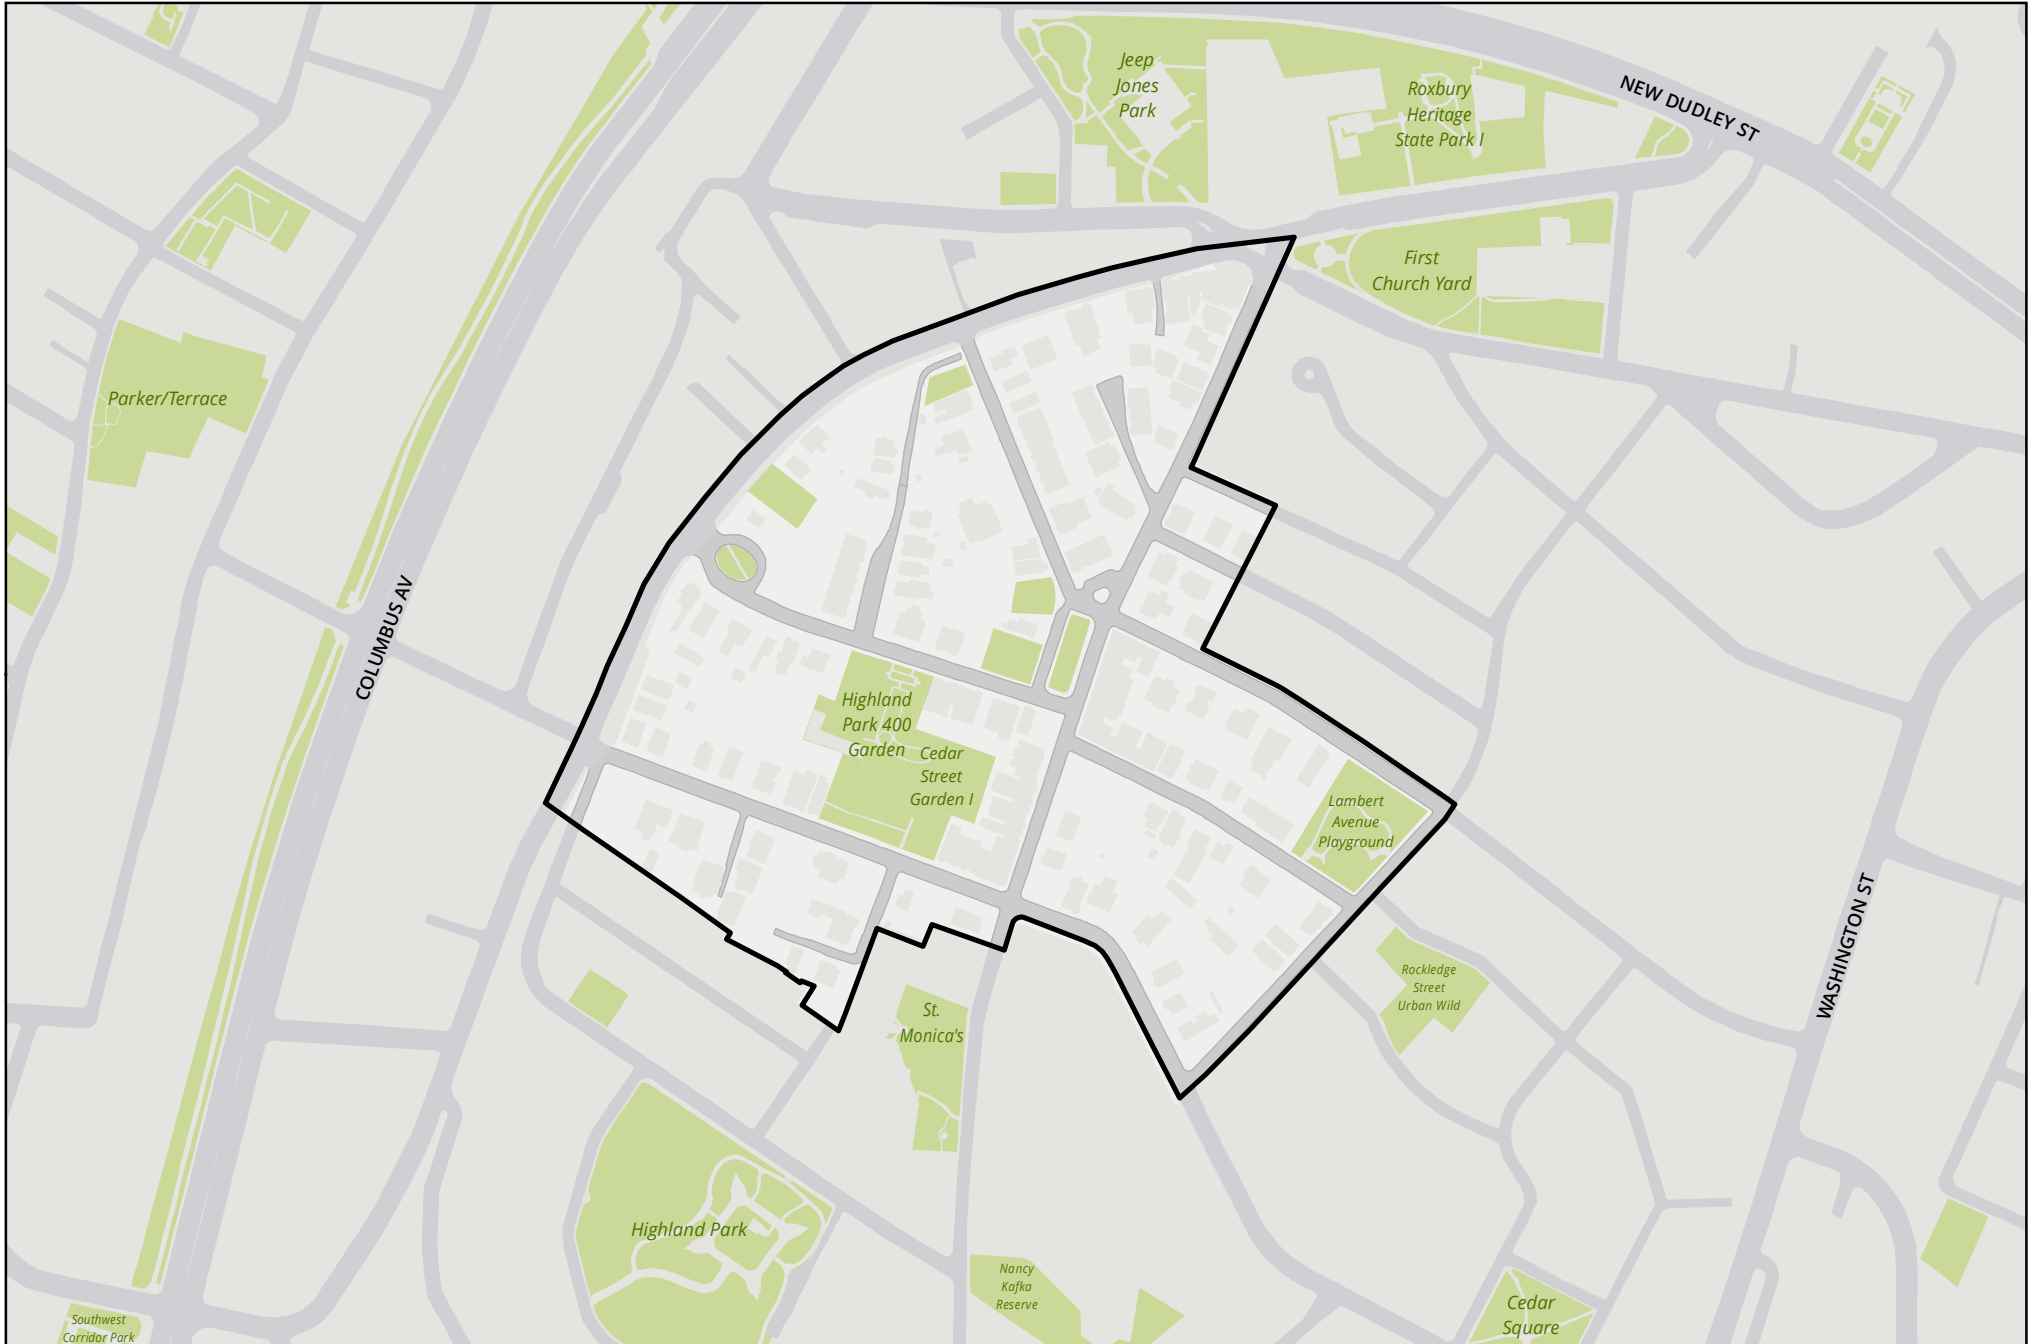 Jeep
Jones
Park
Roxbury
Heritage
State Park I
NEW DUDLEY ST
First
Church Yard
Parker/Terrace
COLUMBUS AV
Highland
Park 400
Garden
Cedar
Street
Garden I
Lambert
Avenue
Playground
WASHINGTON ST
Rockledge
Street
Urban Wild
St.
Monica's
Highland Park
Nancy
Kafka
Reserve
Cedar
Square
Southwest
Corridor Park